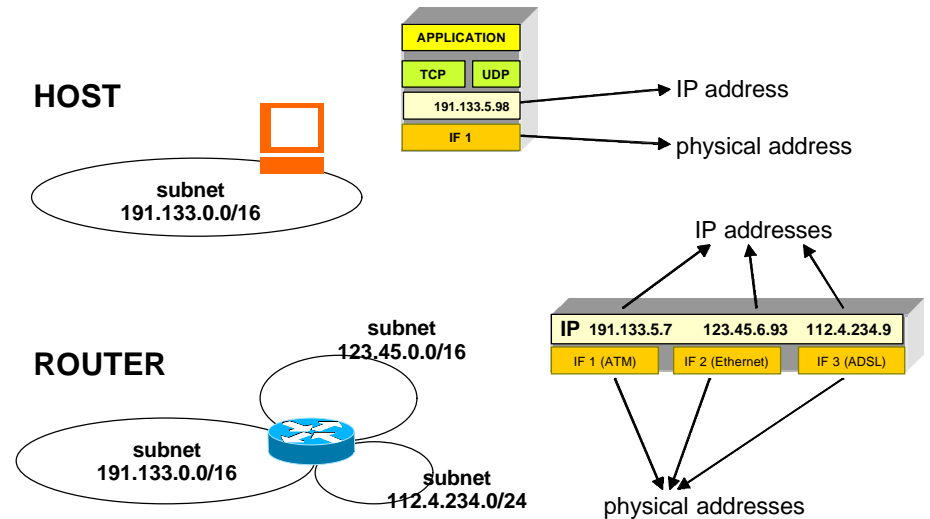 HOST
subnet
191.133.0.0/16
APPLICATION
TCP UDP
191.133.5.98
IF 1
IP address
physical address
ROUTER
subnet
123.45.0.0/16
subnet
191.133.0.0/16
subnet
112.4.234.0/24
IP addresses
IP 191.133.5.7 123.45.6.93 112.4.234.9
IF 1 (ATM) IF 2 (Ethernet) IF 3 (ADSL)
physical addresses